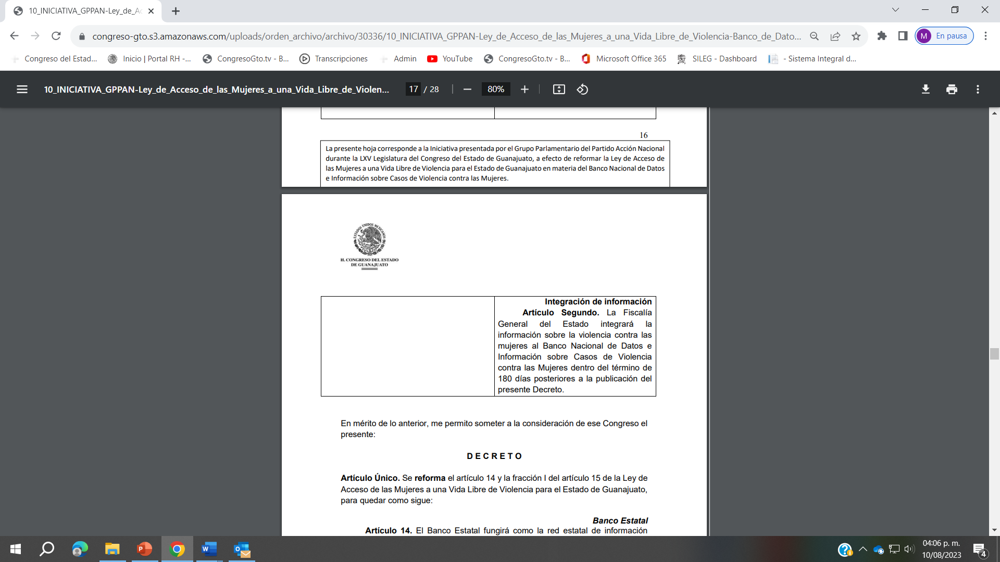 10_INICIATIVA_GPPAN-Ley_de_Ac
congreso-gto.s3.amazonaws.com/uploads/orden_archivo/archivo/30336/10_INICIATIVA_GPPAN-Ley_de_Acceso_de_las_Mujeres_a_una_Vida_Libre_de_Violencia-Banco_de_Dato...
M En pausa
Congreso del Estad...
Inicio | Portal RH -...
CongresoGto.tv - B...
Transcripciones
Admin
YouTube
CongresoGto.tv - B...
Microsoft Office 365
SILEG - Dashboard
- Sistema Integral d...
10_INICIATIVA_GPPAN-Ley_de_Acceso_de_las_Mujeres_a_una_Vida_Libre_de_Violen...
17 / 28
80%
16
La presente hoja corresponde a la Iniciativa presentada por el Grupo Parlamentario del Partido Acción Nacional
durante la LXV Legislatura del Congreso del Estado de Guanajuato, a efecto de reformar la Ley de Acceso de
las Mujeres a una Vida Libre de Violencia para el Estado de Guanajuato en materia del Banco Nacional de Datos
e Información sobre Casos de Violencia contra las Mujeres.
ESTADOS UNIDOS MEXICANOS
H. CONGRESO DEL ESTADO
DE GUANAJUATO
Integración de información
Artículo Segundo. La Fiscalía
General del Estado integrará la
información sobre la violencia contra las
mujeres al Banco Nacional de Datos e
Información sobre Casos de Violencia
contra las Mujeres dentro del término de
180 días posteriores a la publicación del
presente Decreto.
En mérito de lo anterior, me permito someter a la consideración de ese Congreso el
presente:
D E C R E T O
Artículo Único. Se reforma el artículo 14 y la fracción I del artículo 15 de la Ley de
Acceso de las Mujeres a una Vida Libre de Violencia para el Estado de Guanajuato,
para quedar como sigue:
Banco Estatal
Artículo 14. El Banco Estatal fungirá como la red estatal de información
04:06 p. m.
10/08/2023
4